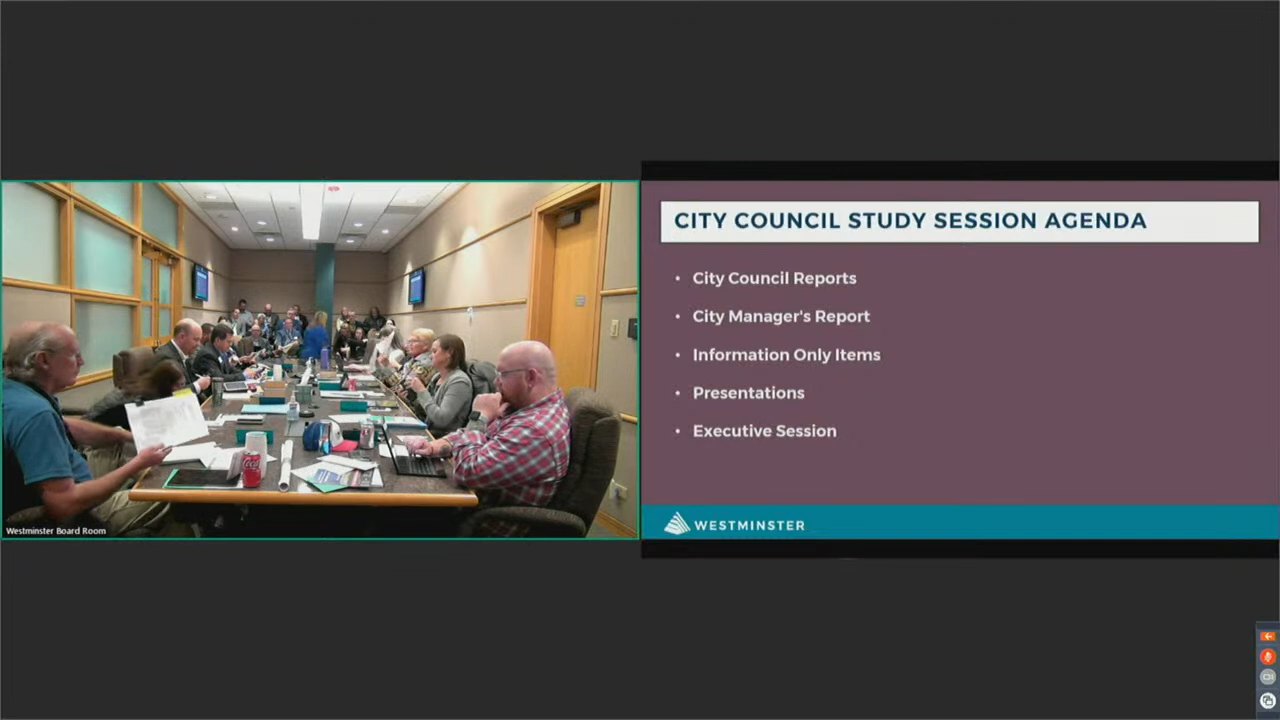 CITY COUNCIL STUDY SESSION AGENDA
• City Council Reports
• City Manager's Report
• Information Only Items
• Presentations
• Executive Session
WESTMINSTER
Westminster Board Room